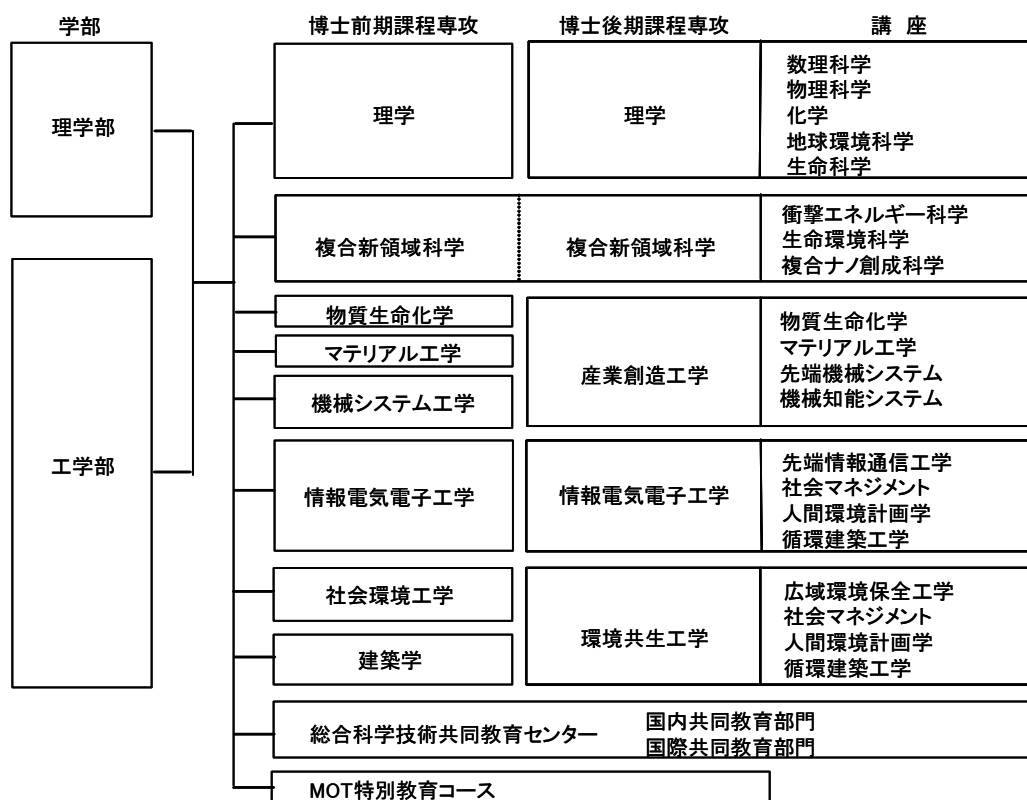 学部 博士前期課程専攻 博士後期課程専攻 講 座
理学部
理学 理学
数理科学
物理科学
化学
地球環境科学
生命科学
複合新領域科学 複合新領域科学
衝撃エネルギー科学
生命環境科学
複合ナノ創成科学
工学部
物質生命化学
マテリアル工学
機械システム工学
産業創造工学
物質生命化学
マテリアル工学
先端機械システム
機械知能システム
情報電気電子工学 情報電気電子工学
先端情報通信工学
社会マネジメント
人間環境計画学
循環建築工学
社会環境工学
建築学
環境共生工学
広域環境保全工学
社会マネジメント
人間環境計画学
循環建築工学
総合科学技術共同教育センター
国内共同教育部門
国際共同教育部門
MOT特別教育コース